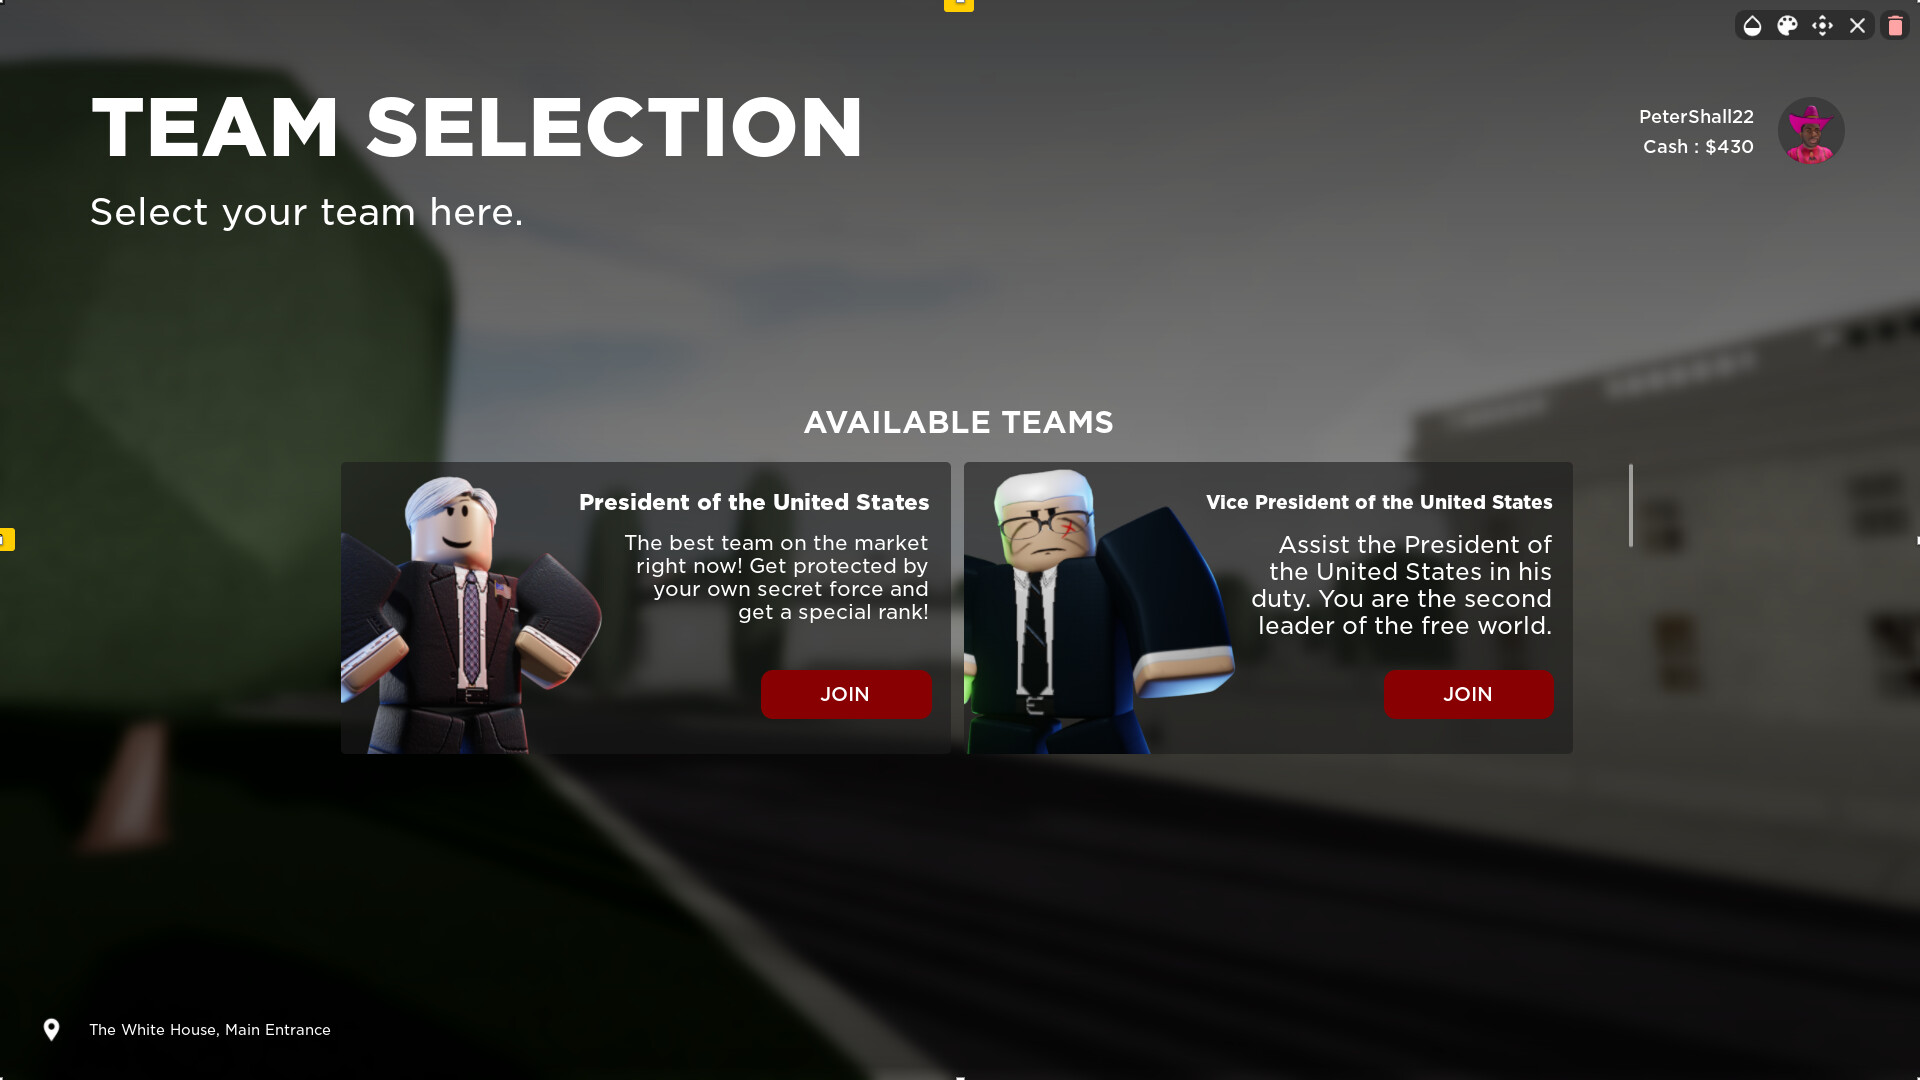 TEAM SELECTION
Select your team here.
PeterShall22
Cash : $430
AVAILABLE TEAMS
President of the United States
The best team on the market
right now! Get protected by
your own secret force and
get a special rank!
JOIN
Vice President of the United States
Assist the President of
the United States in his
duty. You are the second
leader of the free world.
JOIN
The White House, Main Entrance